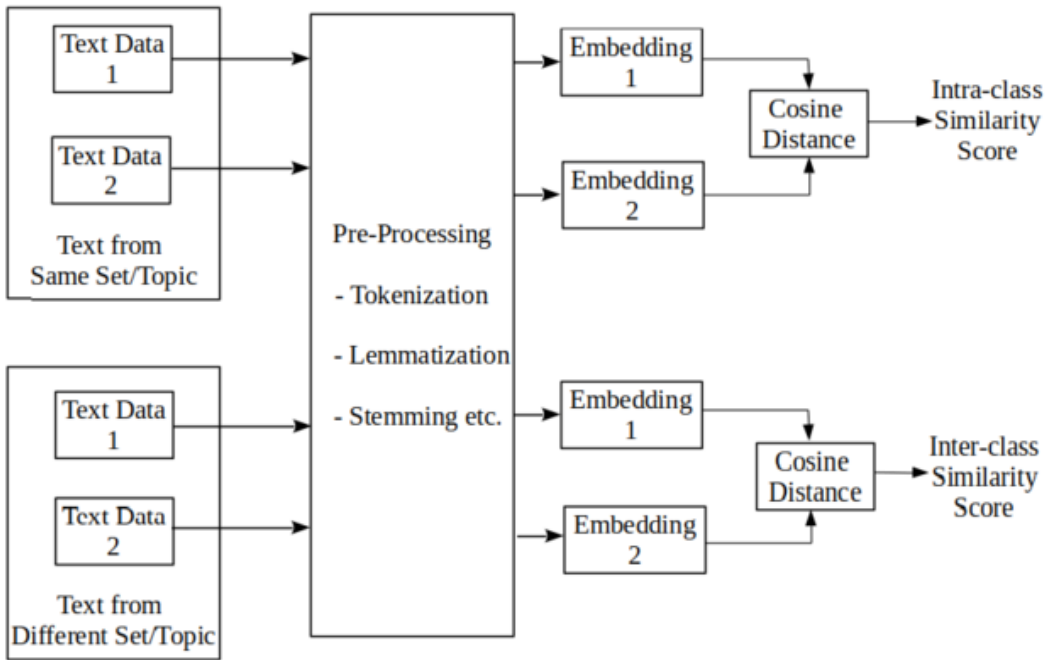 Text Data
1
Text Data
2
Text from
Same Set/Topic
Text Data
1
Text Data
2
Text from
Different Set/Topic
Pre-Processing
- Tokenization
- Lemmatization
- Stemming etc.
Embedding
1
Embedding
2
Cosine
Distance
Intra-class
Similarity
Score
Embedding
1
Embedding
2
Cosine
Distance
Inter-class
Similarity
Score